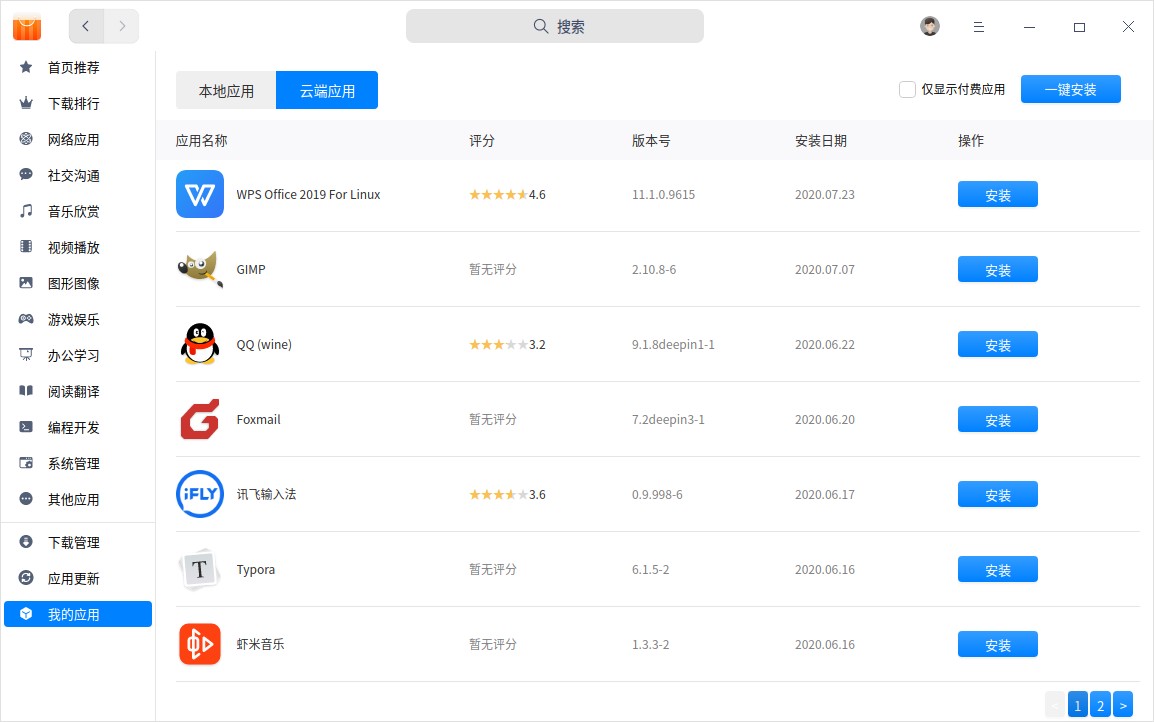 搜索
首页推荐
下载排行
网络应用
社交沟通
音乐欣赏
视频播放
图形图像
游戏娱乐
办公学习
阅读翻译
编程开发
系统管理
其他应用
下载管理
应用更新
我的应用
本地应用 云端应用 仅显示付费应用 一键安装
应用名称 评分 版本号 安装日期 操作
WPS Office 2019 For Linux 4.6 11.1.0.9615 2020.07.23 安装
GIMP 暂无评分 2.10.8-6 2020.07.07 安装
QQ (wine) 3.2 9.1.8deepin1-1 2020.06.22 安装
Foxmail 暂无评分 7.2deepin3-1 2020.06.20 安装
iFLY 讯飞输入法 3.6 0.9.998-6 2020.06.17 安装
T Typora 暂无评分 6.1.5-2 2020.06.16 安装
虾米音乐 暂无评分 1.3.3-2 2020.06.16 安装
< 1 2 >